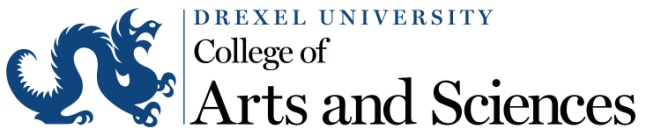 DREXEL UNIVERSITY
College of
Arts and Sciences